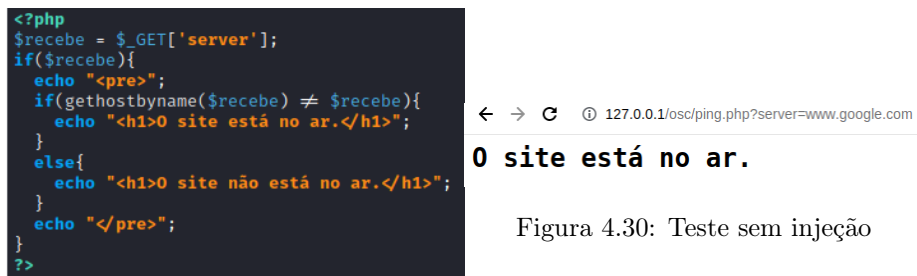 <?php
$recebe = $_GET['server'];
if($recebe){
  echo "<pre>";
  if(gethostbyname($recebe) ≠ $recebe){
    echo "<h1>O site está no ar.</h1>";
  }
  else{
    echo "<h1>O site não está no ar.</h1>";
  }
  echo "</pre>";
}
?>
127.0.0.1/osc/ping.php?server=www.google.com
O site está no ar.
Figura 4.30: Teste sem injeção